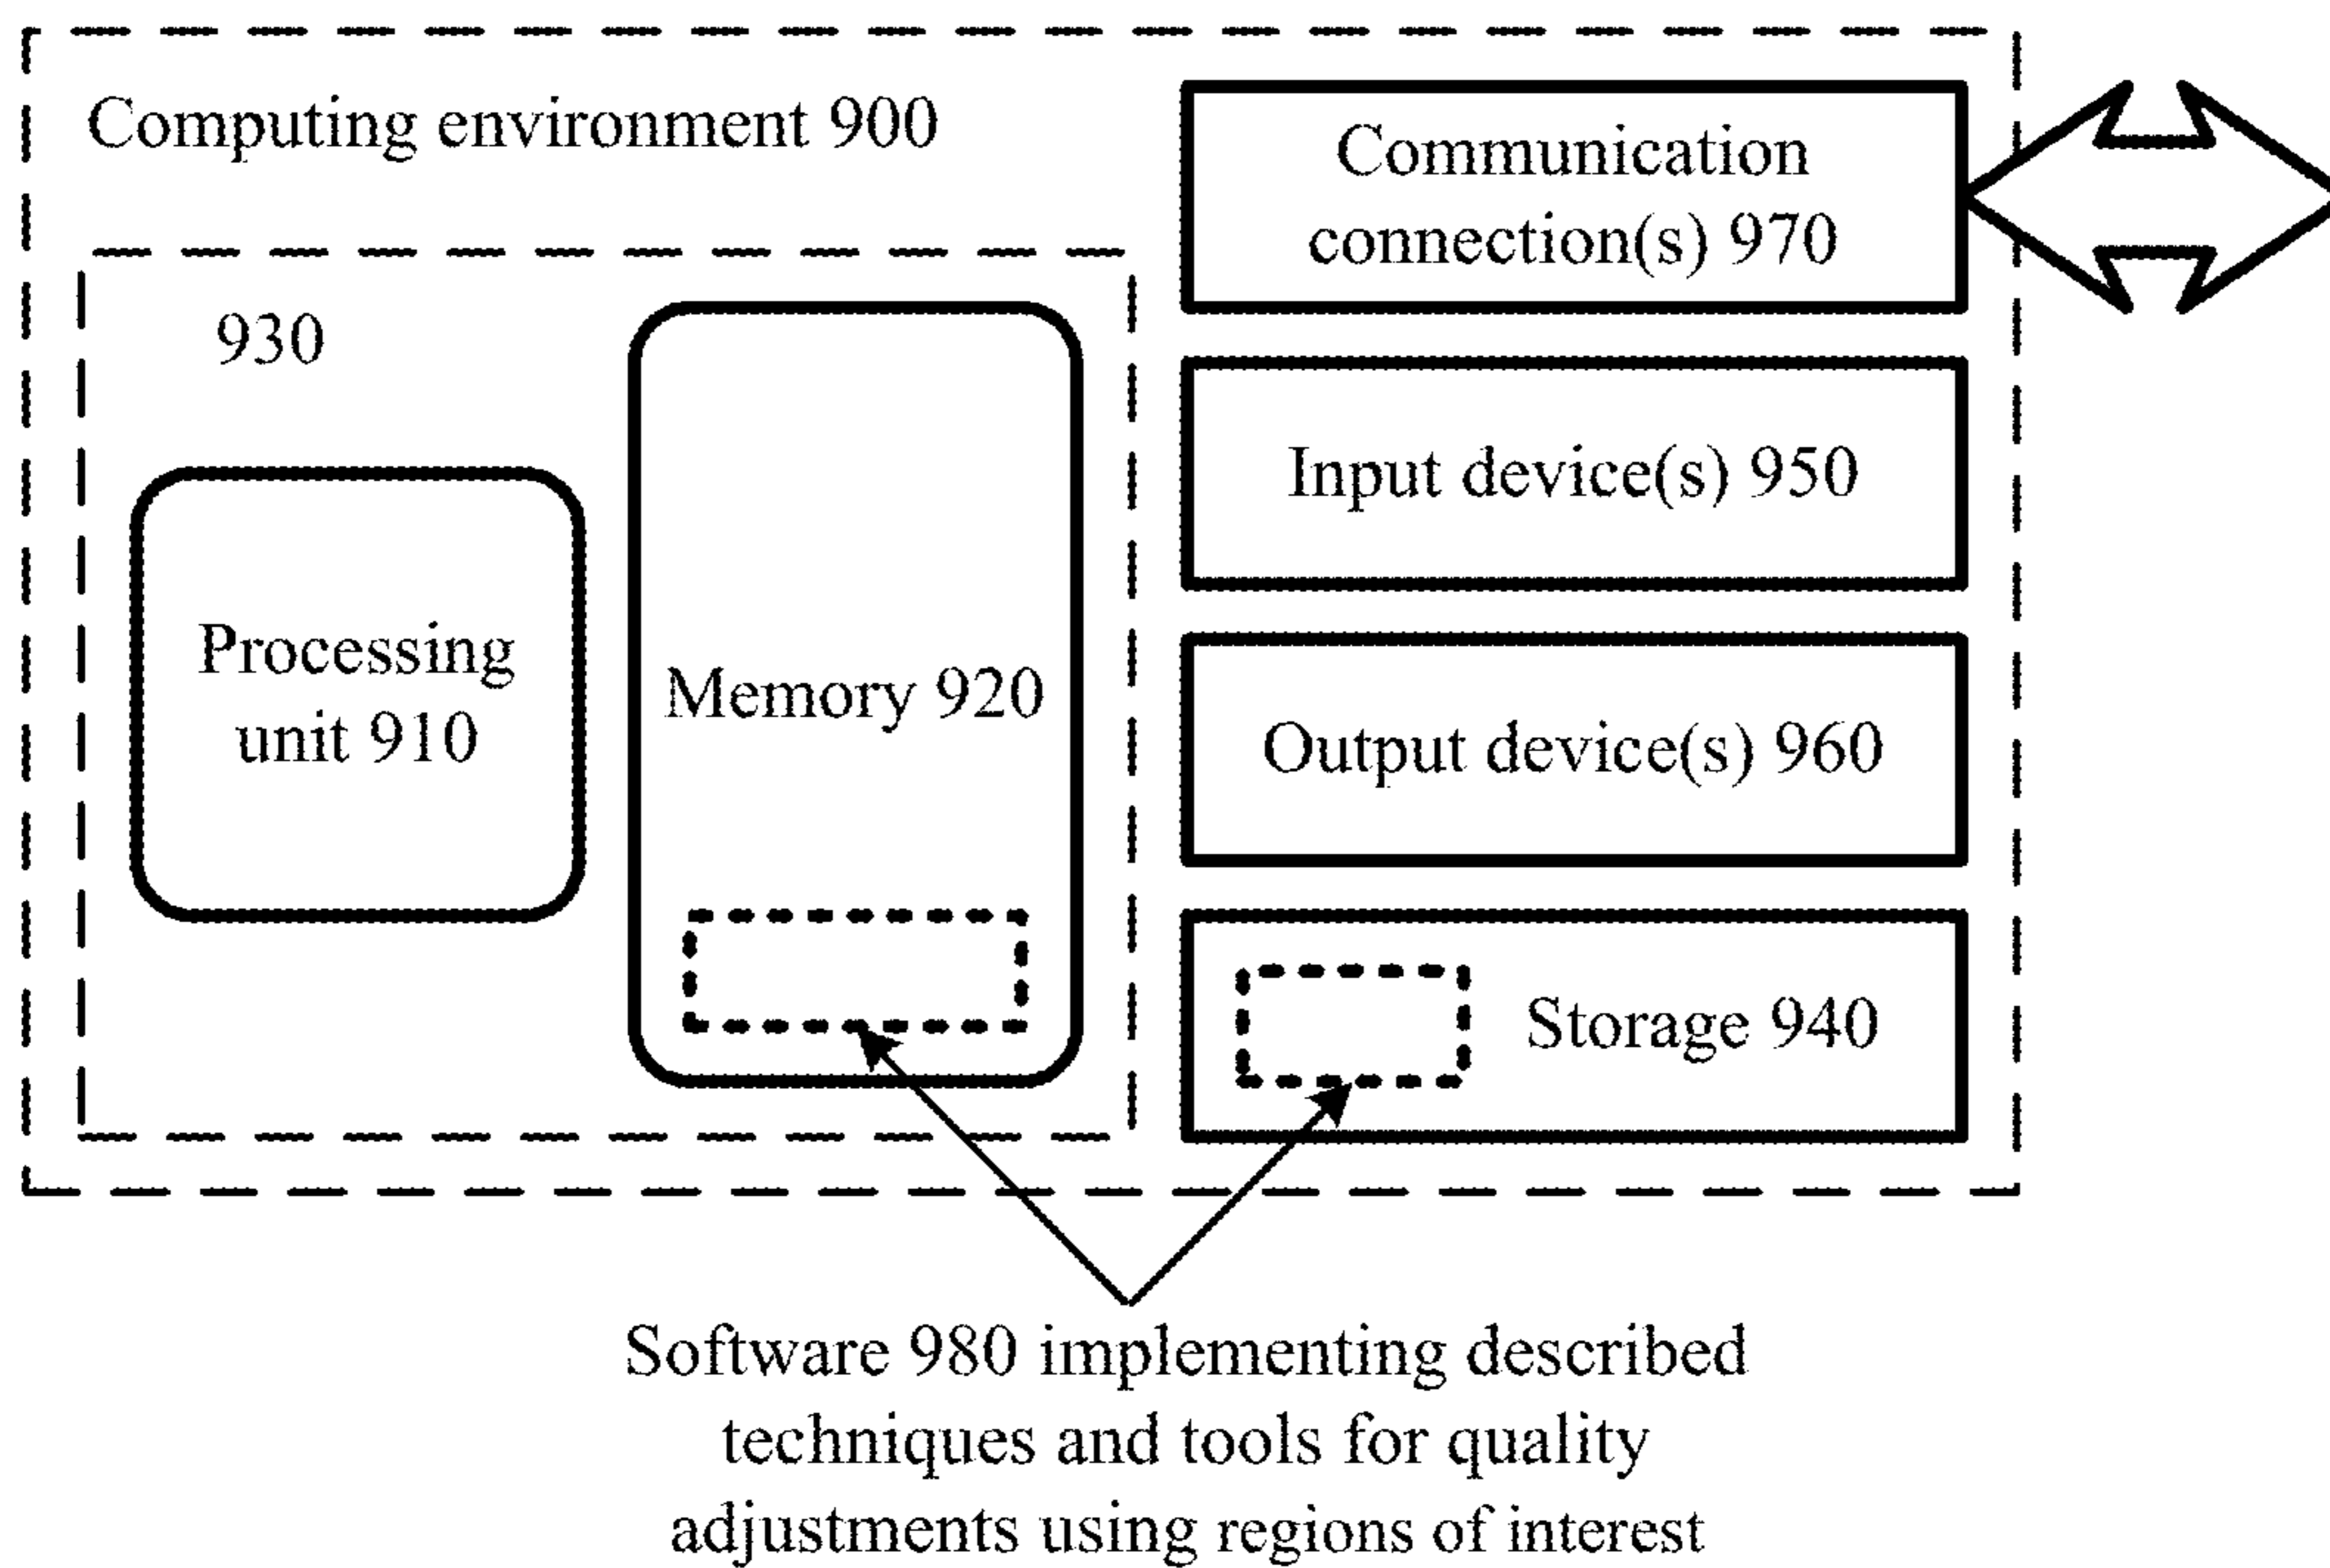 Computing environment 900
930
Processing
unit 910
Memory 920
Communication
connection(s) 970
Input device(s) 950
Output device(s) 960
Storage 940
Software 980 implementing described
techniques and tools for quality
adjustments using regions of interest